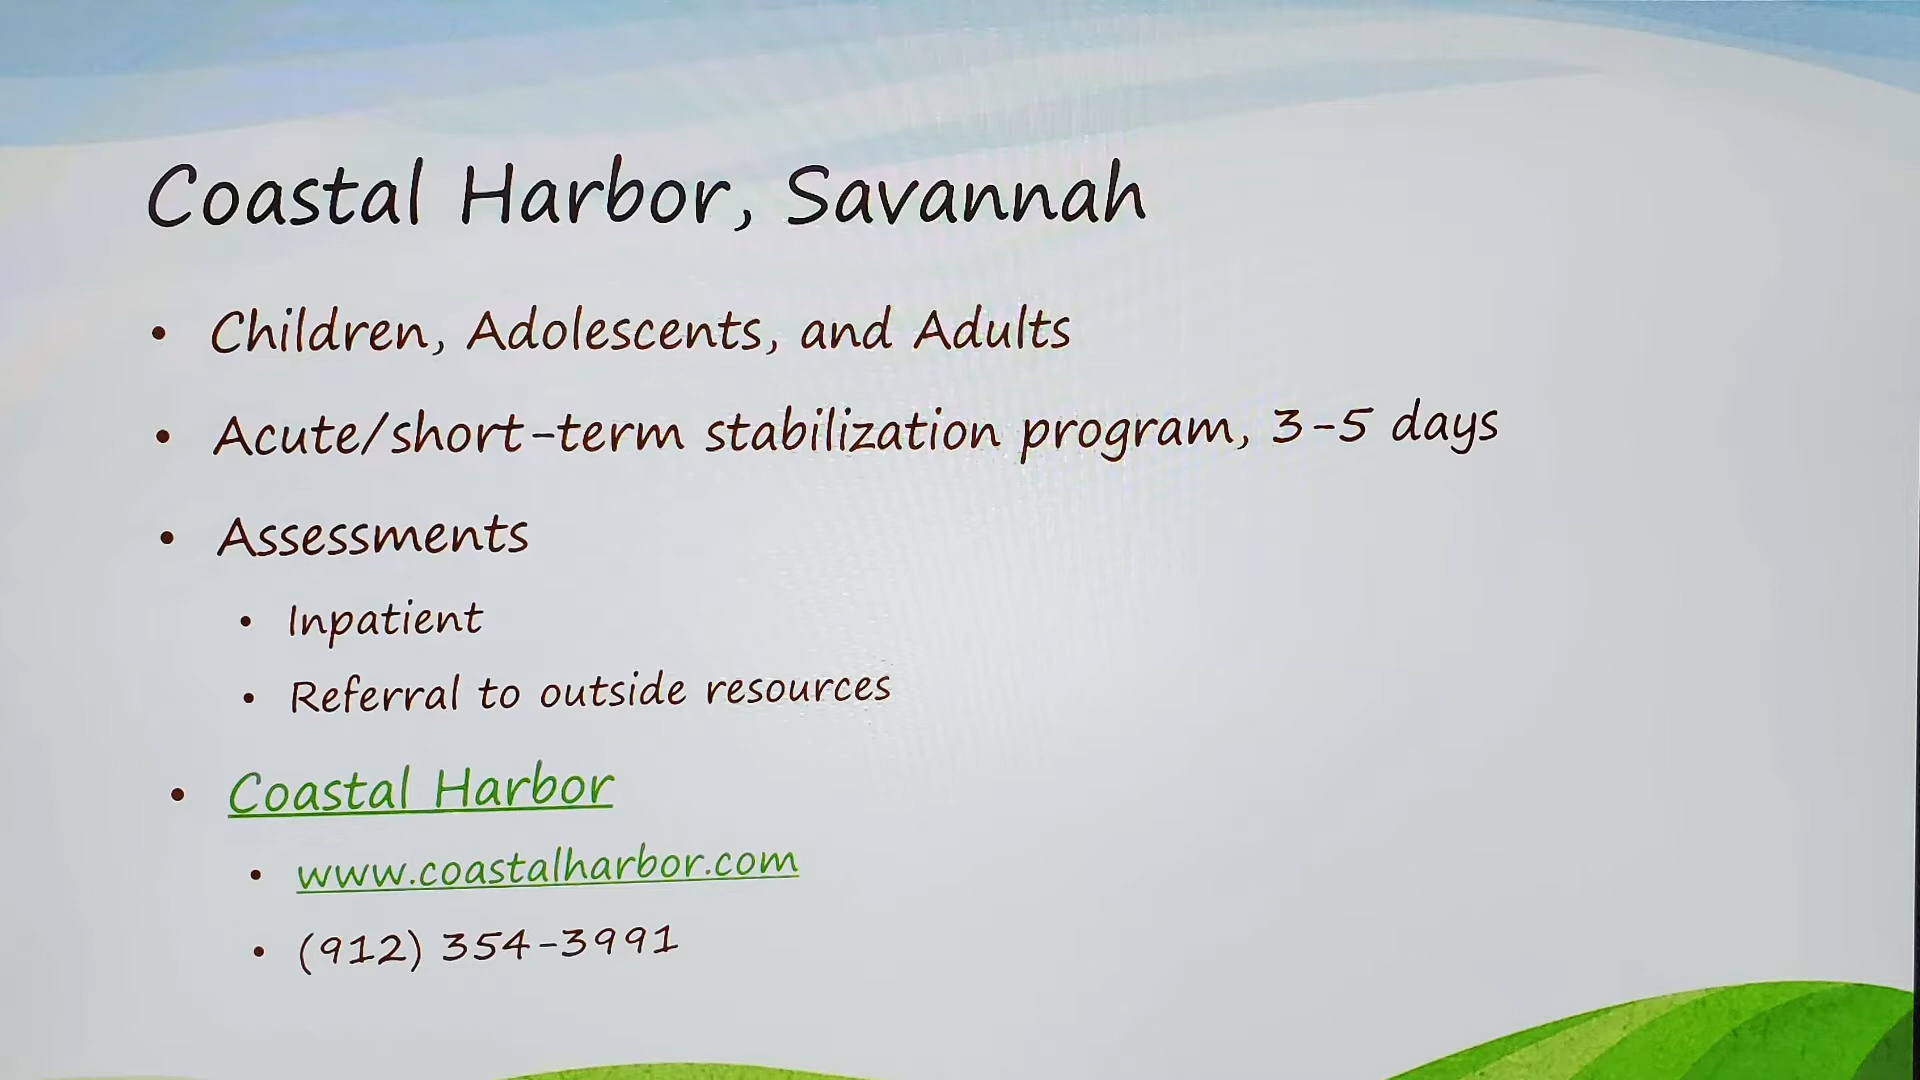 Coastal Harbor, Savannah
• Children, Adolescents, and Adults
• Acute/short-term stabilization program, 3-5 days
• Assessments
• Inpatient
• Referral to outside resources
• Coastal Harbor
• www.coastalharbor.com
• (912) 354-3991